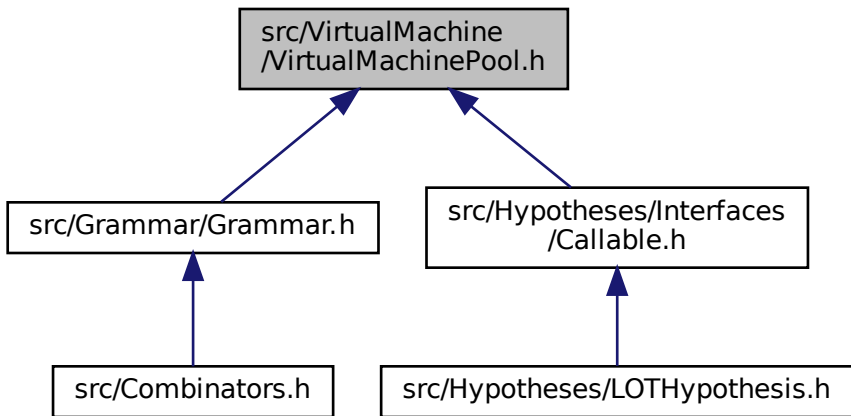 src/VirtualMachine
/VirtualMachinePool.h
src/Grammar/Grammar.h
src/Hypotheses/Interfaces
/Callable.h
src/Combinators.h
src/Hypotheses/LOTHypothesis.h